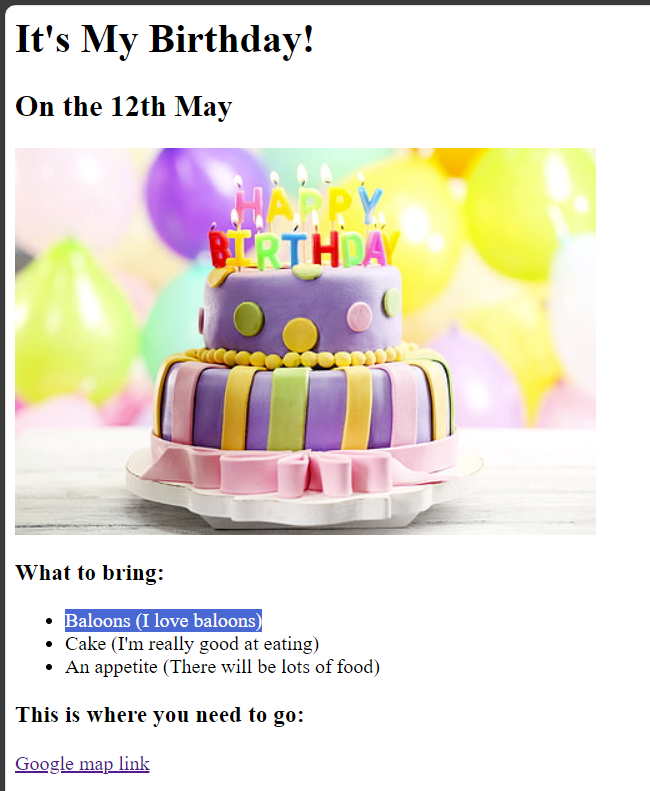 It's My Birthday!
On the 12th May
HAPPY
BIRTHDAY
What to bring:
Baloons (I love baloons)
Cake (I'm really good at eating)
An appetite (There will be lots of food)
This is where you need to go:
Google map link